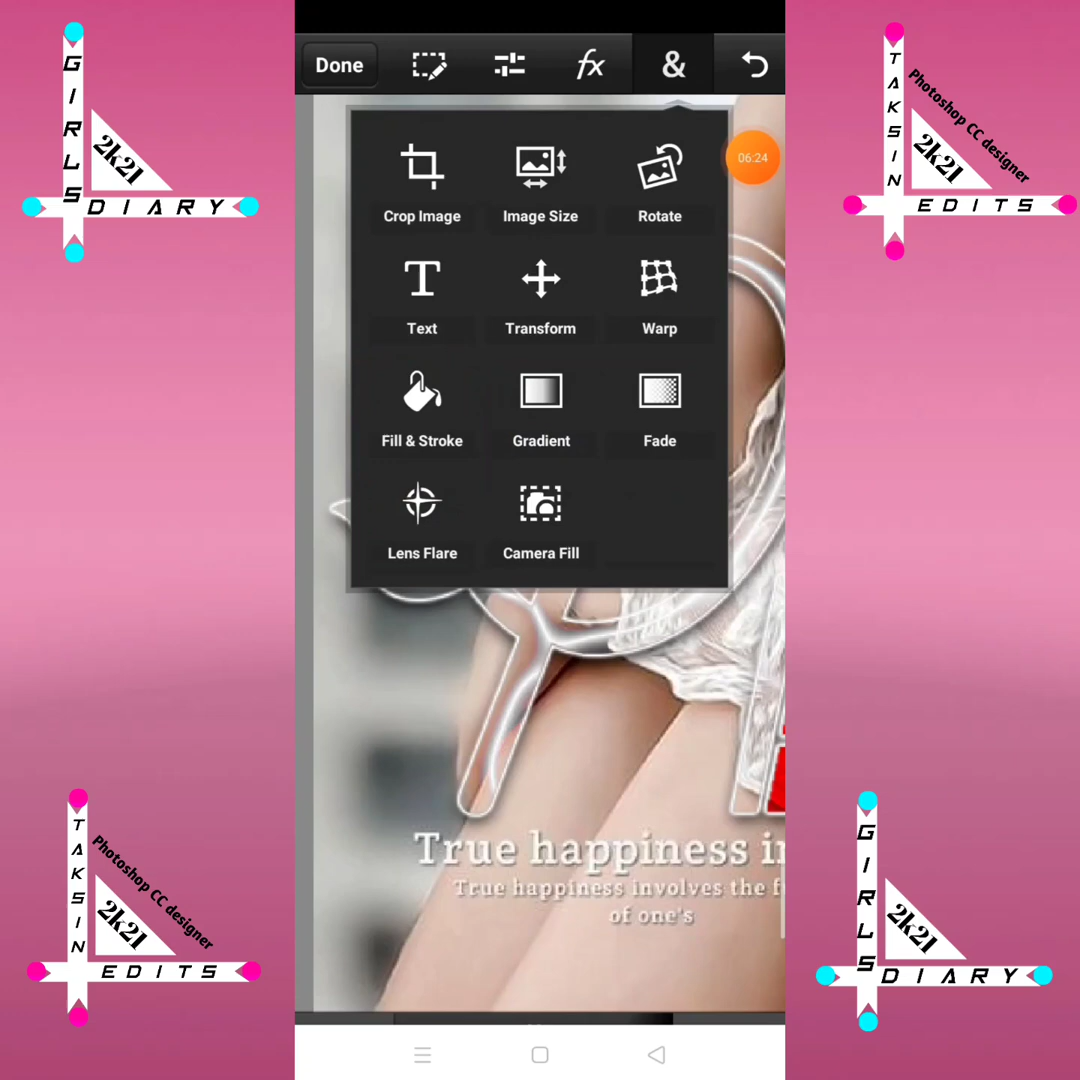 Done
fx
&
06:24
Crop Image
Image Size
Rotate
T
Text
Transform
Warp
Fill & Stroke
Gradient
Fade
Lens Flare
Camera Fill
True happiness in
True happiness involves the f
of one's
GIRLS
DIARY
2k21
TAKSIN
EDITS
2k21
Photoshop CC designer
TAKSIN
EDITS
2k21
Photoshop CC designer
GIRLS
DIARY
2k21